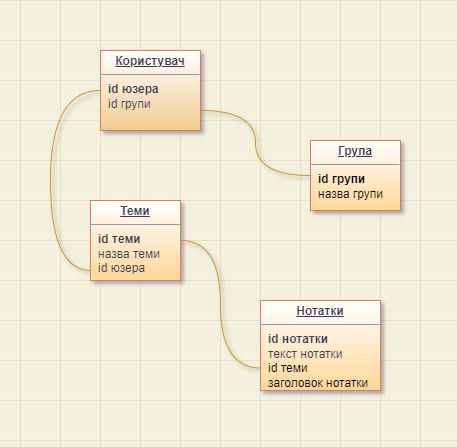 Користувач
id юзера
id групи
Група
id групи
назва групи
Теми
id теми
назва теми
id юзера
Нотатки
id нотатки
текст нотатки
id теми
заголовок нотатки